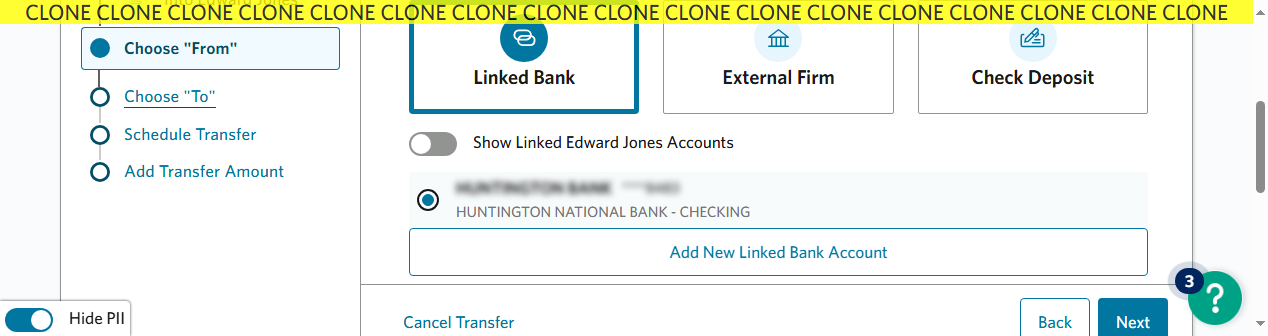 CLONE CLONE CLONE CLONE CLONE CLONE CLONE CLONE CLONE CLONE CLONE CLONE CLONE CLONE CLONE CLONE CLONE
Choose "From"
Choose "To"
Schedule Transfer
Add Transfer Amount
Linked Bank
External Firm
Check Deposit
Show Linked Edward Jones Accounts
HUNTINGTON NATIONAL BANK - CHECKING
Add New Linked Bank Account
Cancel Transfer
Back
Next
3
?
Hide PII